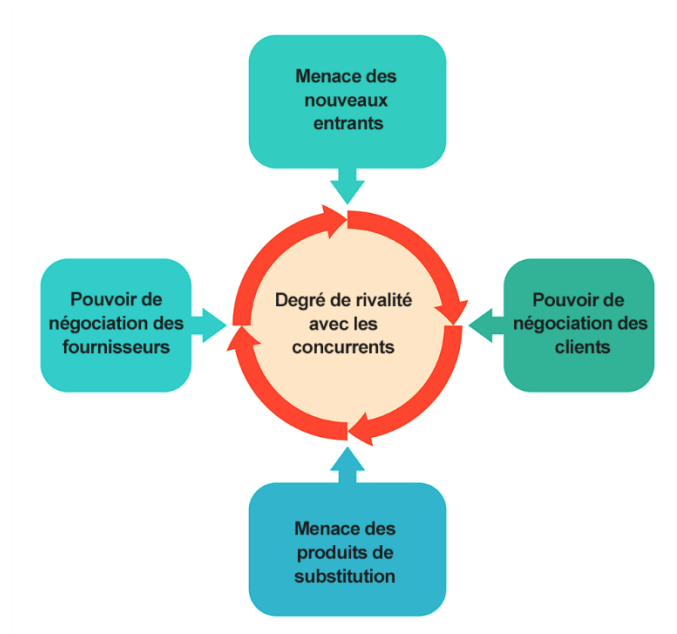 Menace des
nouveaux
entrants
Pouvoir de
négociation des
fournisseurs
Degré de rivalité
avec les
concurrents
Pouvoir de
négociation des
clients
Menace des
produits de
substitution